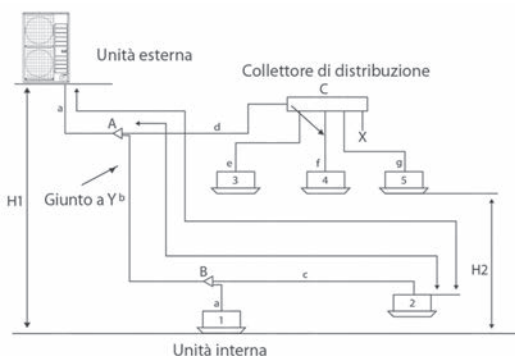 Unità esterna
Collettore di distribuzione
C
a
A
d
X
e
f
g
3
4
5
H1
Giunto a Y b
H2
B
c
a
2
1
Unità interna